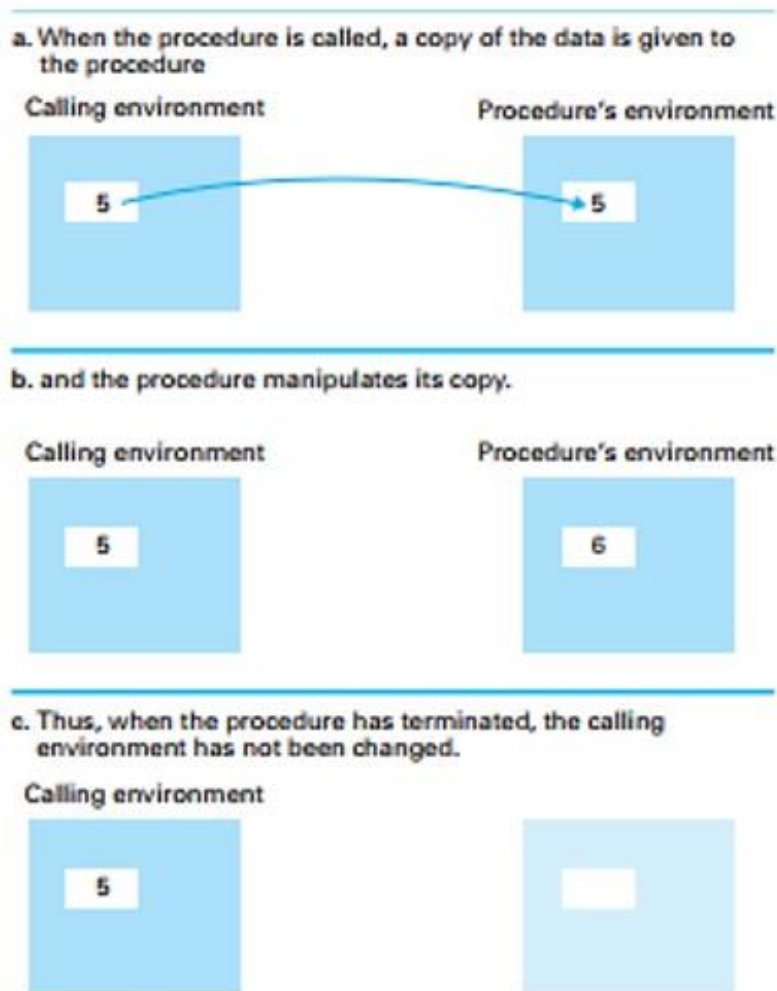 a. When the procedure is called, a copy of the data is given to
the procedure
Calling environment
Procedure's environment
5
5
b. and the procedure manipulates its copy.
Calling environment
Procedure's environment
5
6
c. Thus, when the procedure has terminated, the calling
environment has not been changed.
Calling environment
5